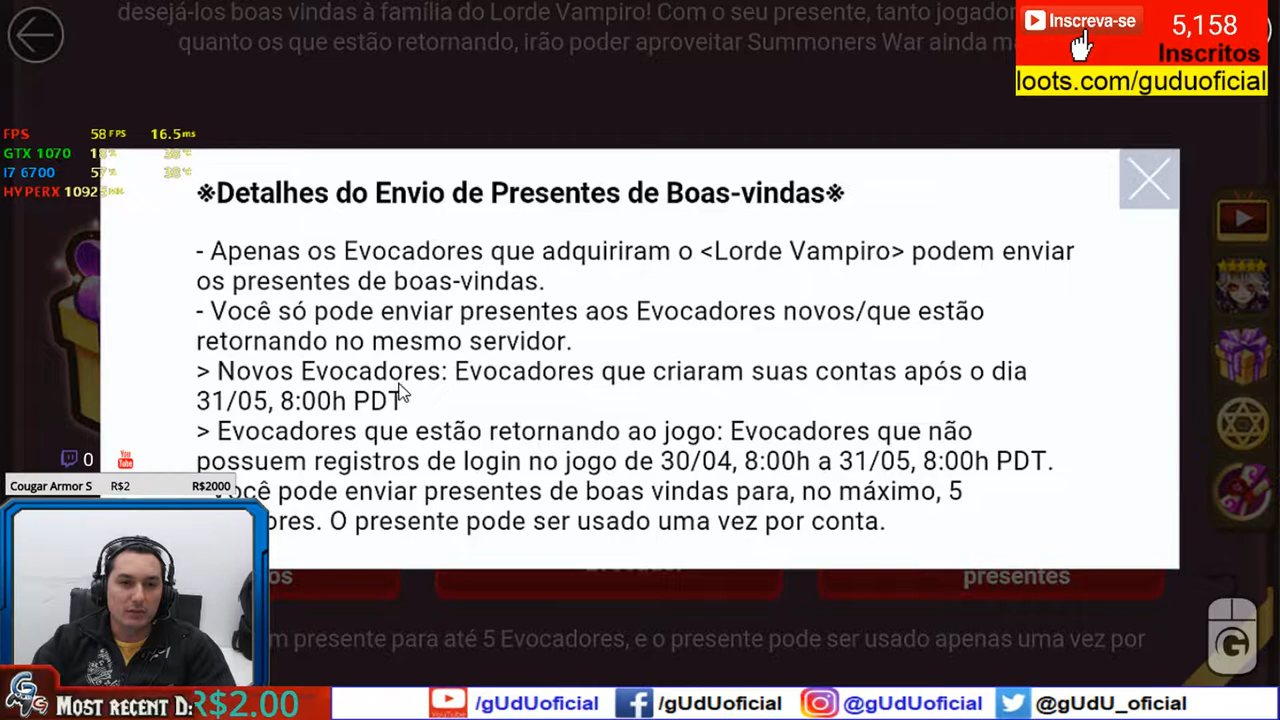 desejá-los boas vindas à família do Lorde Vampiro! Com o seu presente, tanto
quanto os que estão retornando, irão poder aproveitar Summoners War ainda
Inscreva-se
5,158
Inscritos
loots.com/guduoficial
FPS 58 FPS 16.5 ms
GTX 1070
I7 6700 57
HYPERX
※Detalhes do Envio de Presentes de Boas-vindas※
- Apenas os Evocadores que adquiriram o <Lorde Vampiro> podem enviar
os presentes de boas-vindas.
- Você só pode enviar presentes aos Evocadores novos/que estão
retornando no mesmo servidor.
> Novos Evocadores: Evocadores que criaram suas contas após o dia
31/05, 8:00h PDT
> Evocadores que estão retornando ao jogo: Evocadores que não
possuem registros de login no jogo de 30/04, 8:00h a 31/05, 8:00h PDT.
pode enviar presentes de boas vindas para, no máximo, 5
O presente pode ser usado uma vez por conta.
0
You Tube
Cougar Armor S R$2 R$2000
presentes
presente para até 5 Evocadores, e o presente pode ser usado apenas uma vez por
G
Most recent D: R$2.00
/gUdUoficial
/gUdUoficial
@gUdUoficial
@gUdU_oficial